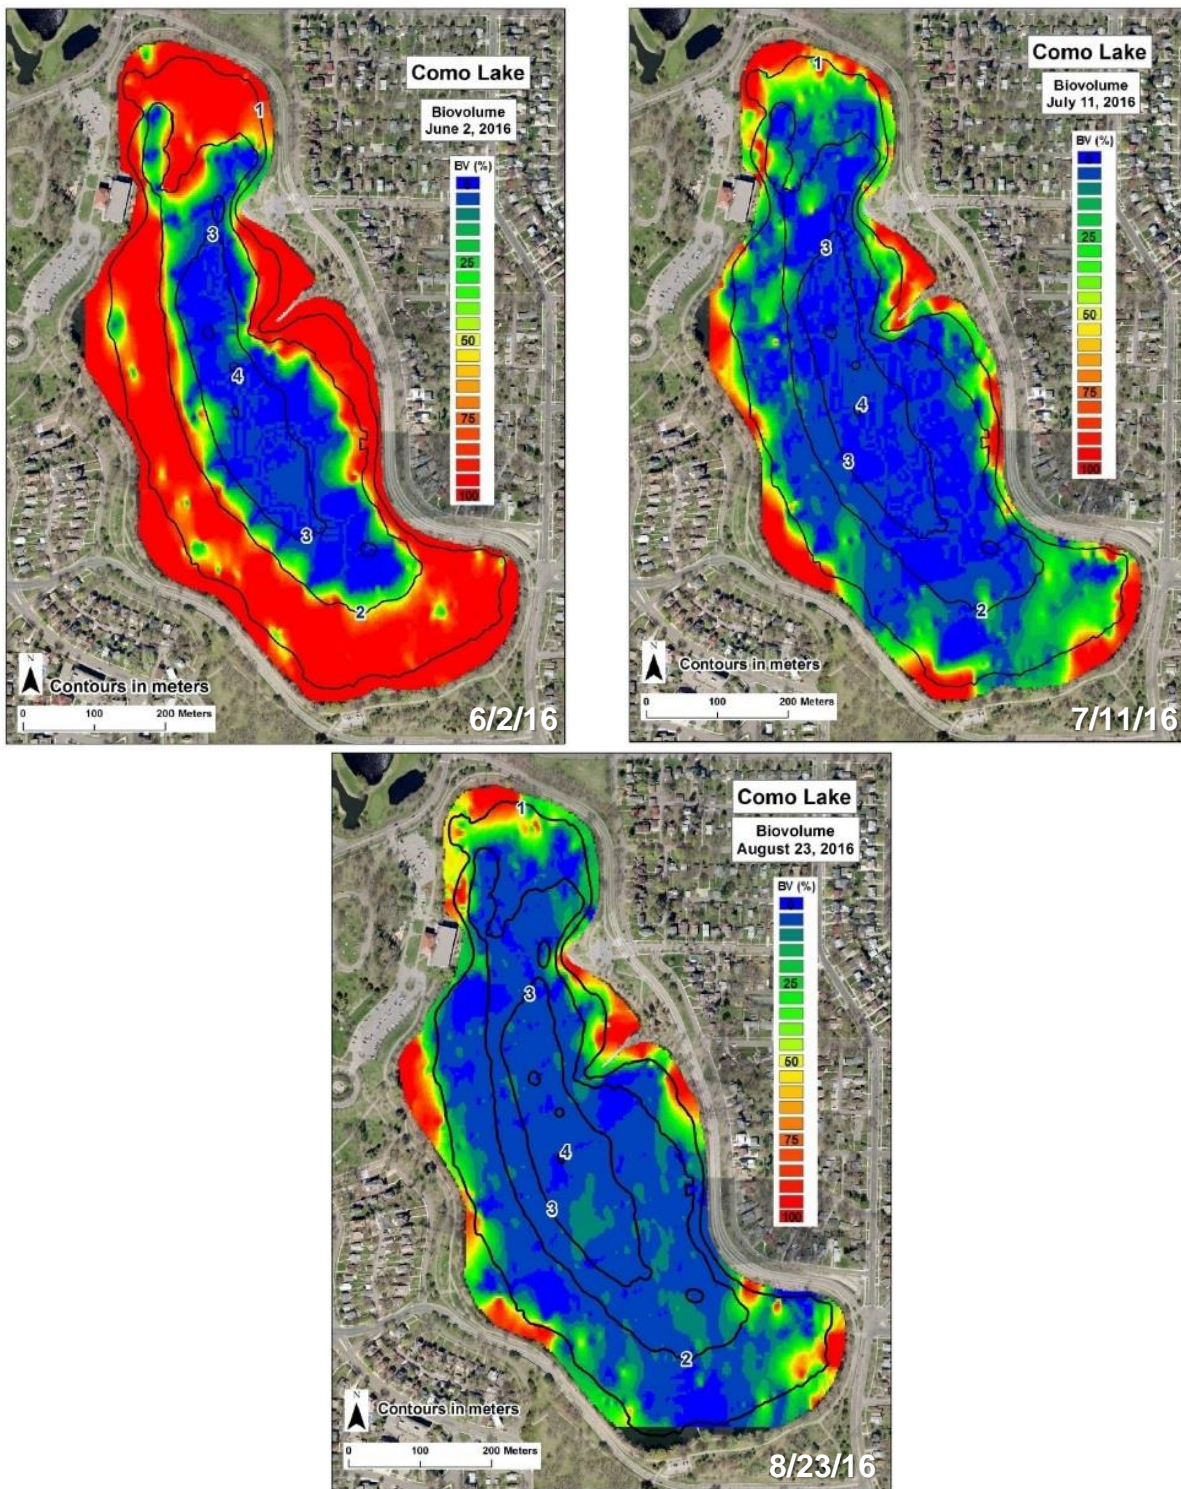 Como Lake
Biovolume
June 2, 2016
BV (%)
0
25
50
75
100
1
3
4
3
2
N
Contours in meters
0 100 200 Meters
6/2/16
Como Lake
Biovolume
July 11, 2016
BV (%)
0
25
50
75
100
1
3
4
3
2
N
Contours in meters
0 100 200 Meters
7/11/16
Como Lake
Biovolume
August 23, 2016
BV (%)
0
25
50
75
100
1
3
4
3
2
N
Contours in meters
0 100 200 Meters
8/23/16